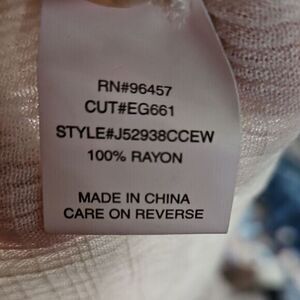 RN#96457
CUT#EG661
STYLE#J52938CCEW
100% RAYON
MADE IN CHINA
CARE ON REVERSE